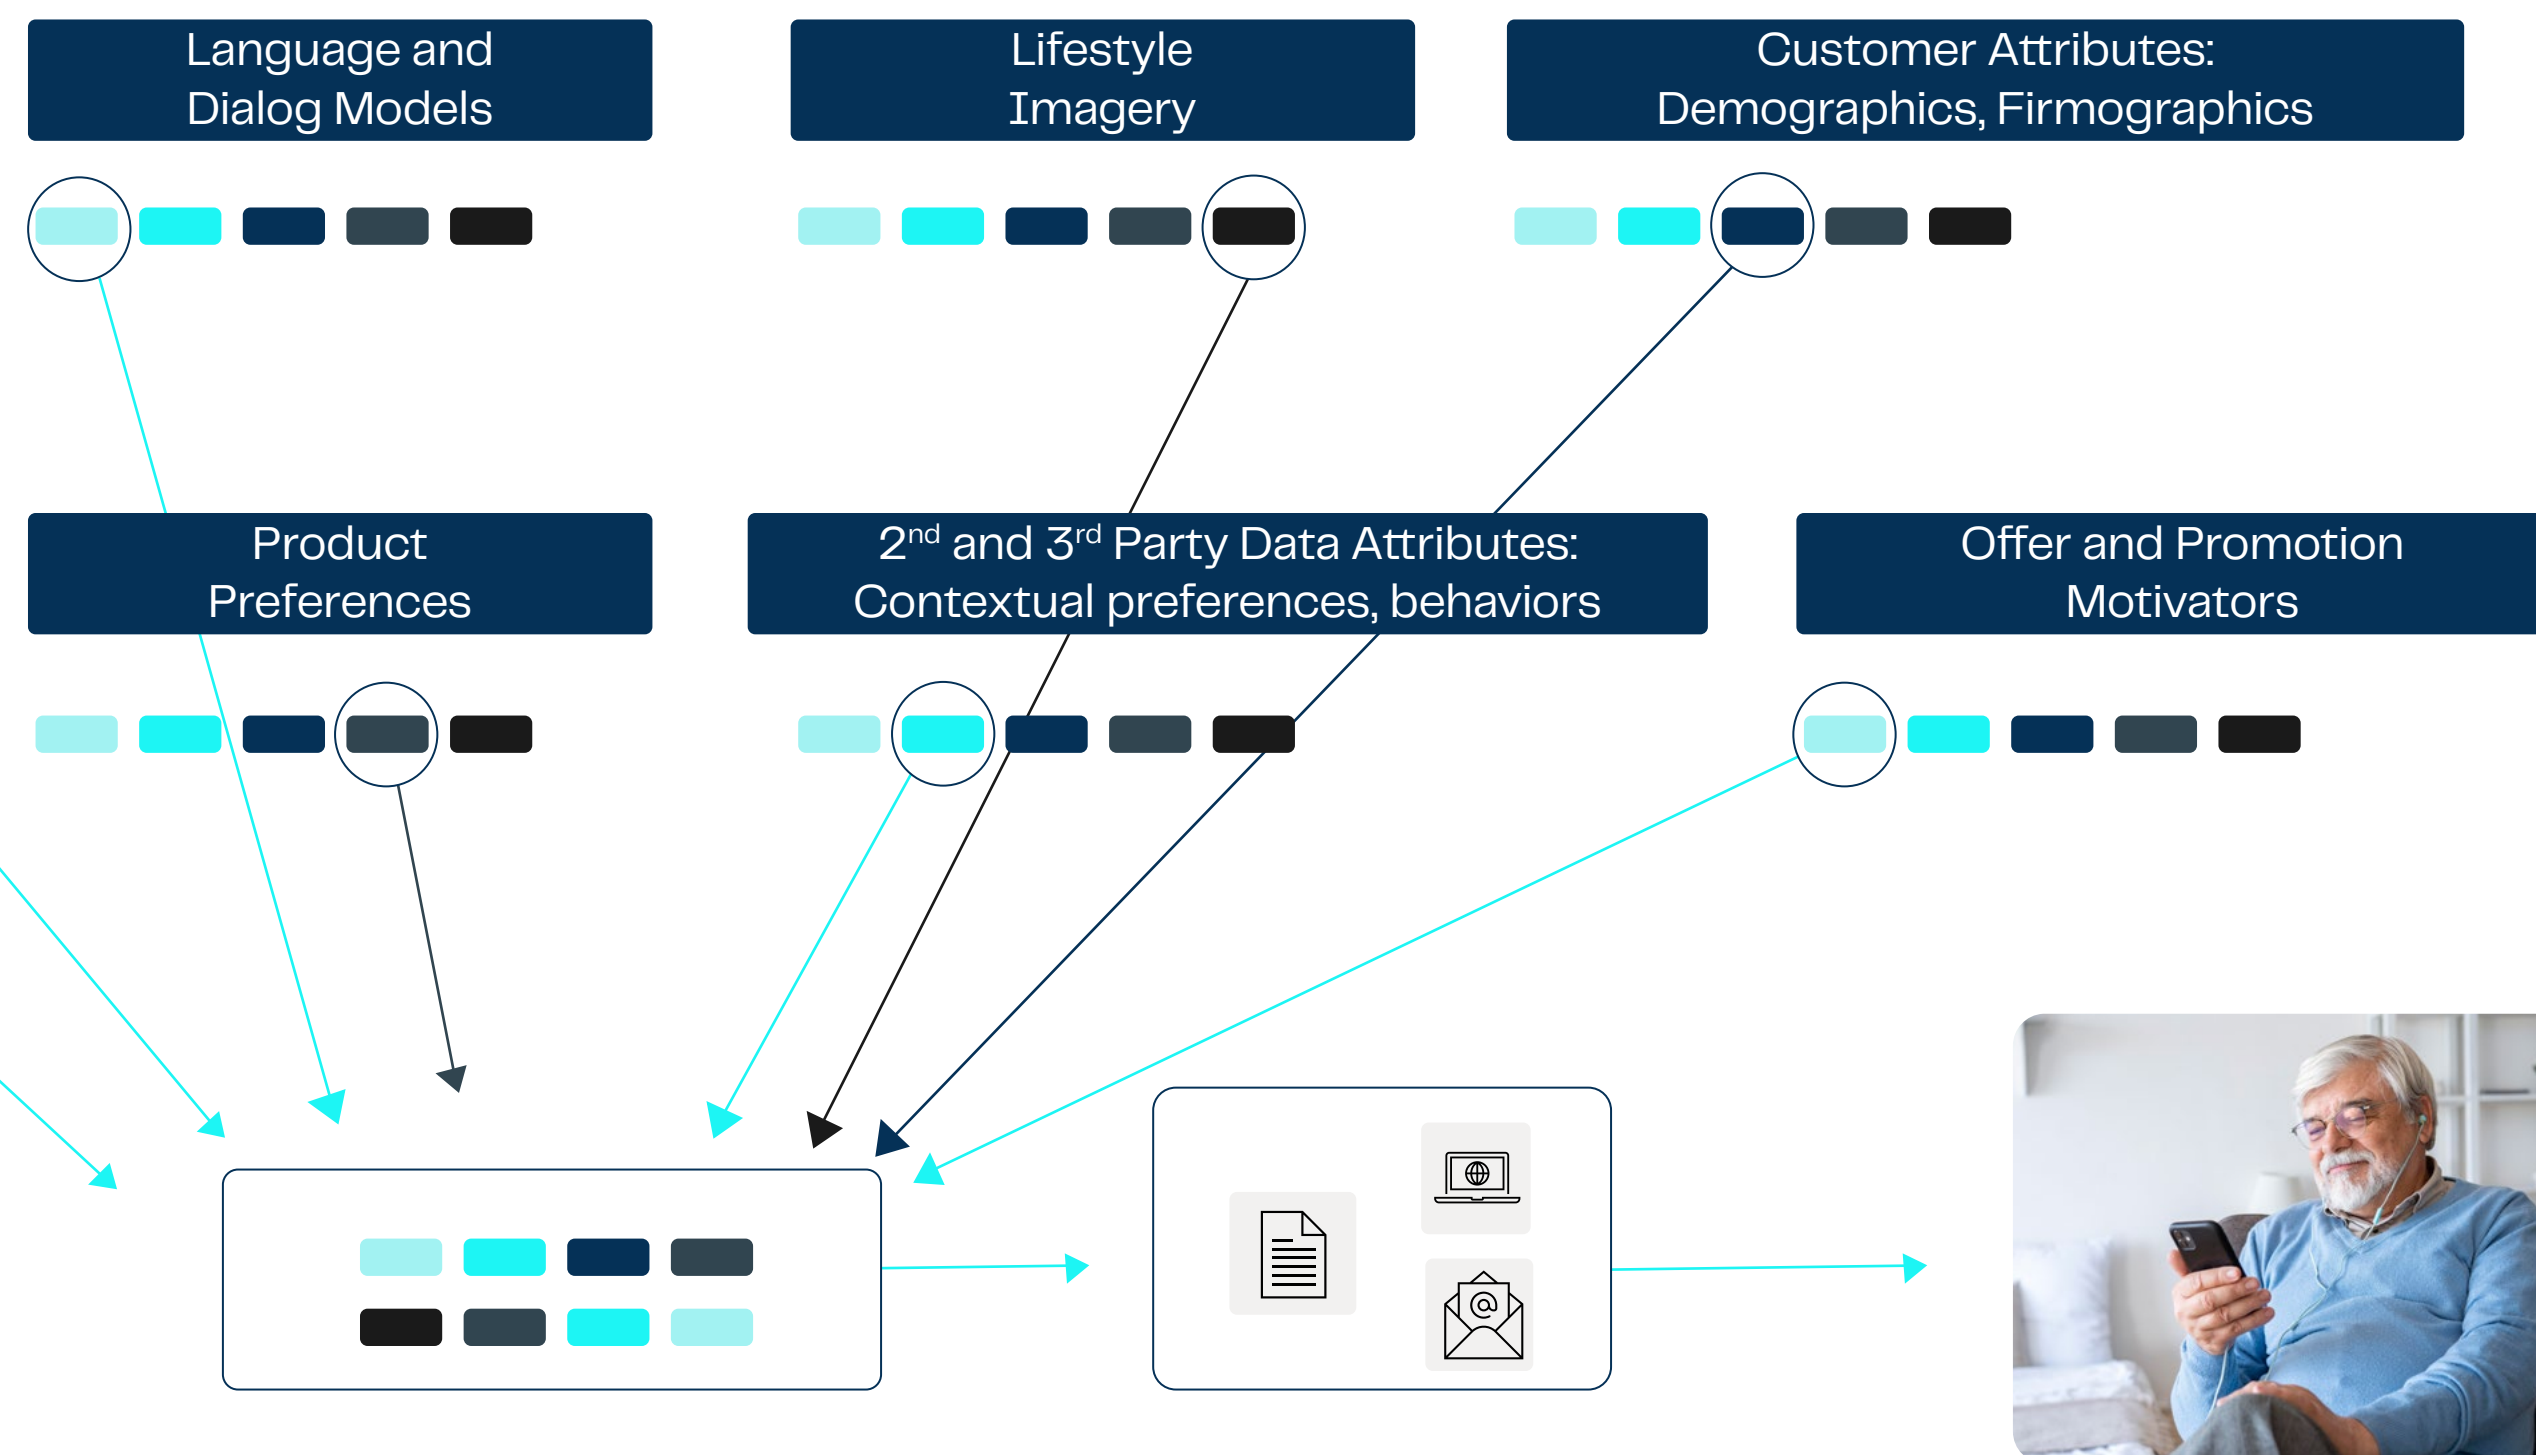 Language and
Dialog Models
Lifestyle
Imagery
Customer Attributes:
Demographics, Firmographics
Product
Preferences
2nd and 3rd Party Data Attributes:
Contextual preferences, behaviors
Offer and Promotion
Motivators
@